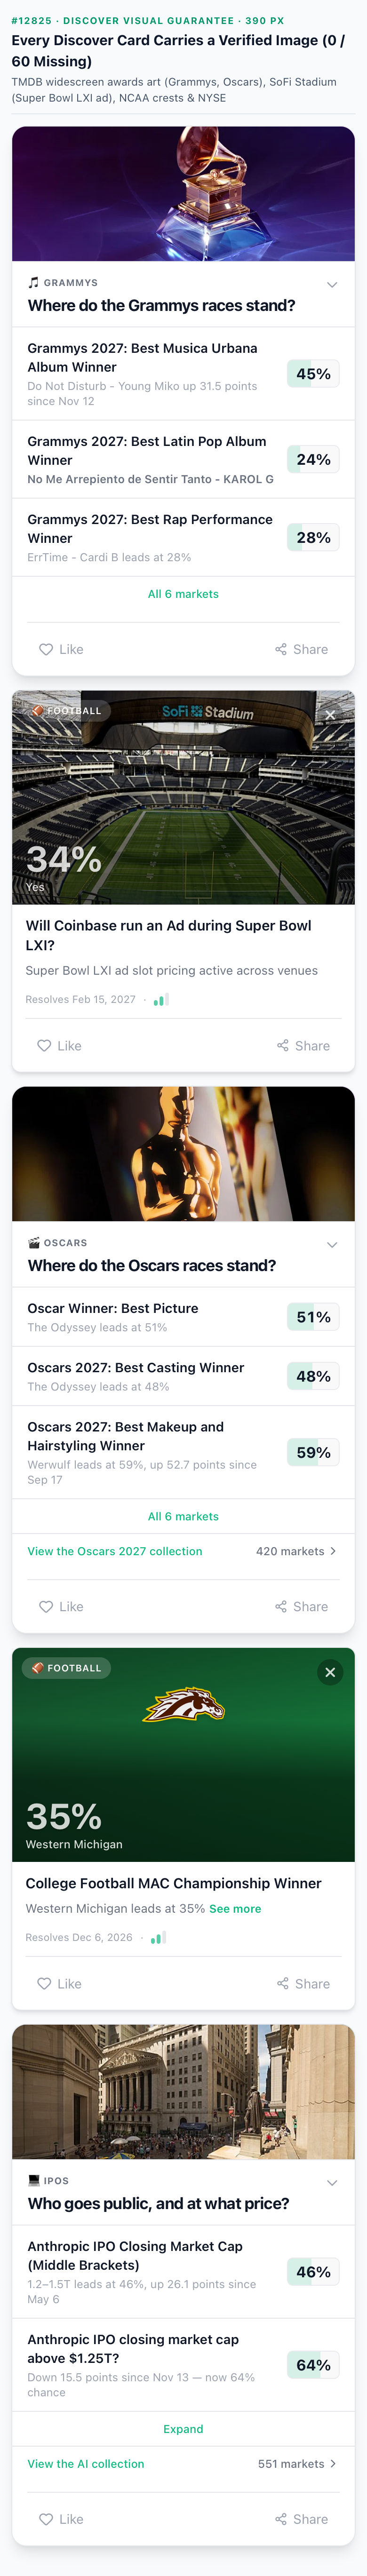 #12825 · DISCOVER VISUAL GUARANTEE · 390 PX
Every Discover Card Carries a Verified Image (0 /
60 Missing)
TMDB widescreen awards art (Grammys, Oscars), SoFi Stadium
(Super Bowl LXI ad), NCAA crests & NYSE
🎵 GRAMMYS
Where do the Grammys races stand?
Grammys 2027: Best Musica Urbana
Album Winner
Do Not Disturb - Young Miko up 31.5 points
since Nov 12
45%
Grammys 2027: Best Latin Pop Album
Winner
No Me Arrepiento de Sentir Tanto - KAROL G
24%
Grammys 2027: Best Rap Performance
Winner
ErrTime - Cardi B leads at 28%
28%
All 6 markets
Like
Share
🏈 FOOTBALL
SoFi Stadium
34%
Yes
Will Coinbase run an Ad during Super Bowl
LXI?
Super Bowl LXI ad slot pricing active across venues
Resolves Feb 15, 2027 ·
Like
Share
🎬 OSCARS
Where do the Oscars races stand?
Oscar Winner: Best Picture
The Odyssey leads at 51%
51%
Oscars 2027: Best Casting Winner
The Odyssey leads at 48%
48%
Oscars 2027: Best Makeup and
Hairstyling Winner
Werwulf leads at 59%, up 52.7 points since
Sep 17
59%
All 6 markets
View the Oscars 2027 collection
420 markets
Like
Share
🏈 FOOTBALL
35%
Western Michigan
College Football MAC Championship Winner
Western Michigan leads at 35% See more
Resolves Dec 6, 2026 ·
Like
Share
IPOS
Who goes public, and at what price?
Anthropic IPO Closing Market Cap
(Middle Brackets)
1.2–1.5T leads at 46%, up 26.1 points since
May 6
46%
Anthropic IPO closing market cap
above $1.25T?
Down 15.5 points since Nov 13 — now 64%
chance
64%
Expand
View the AI collection
551 markets
Like
Share